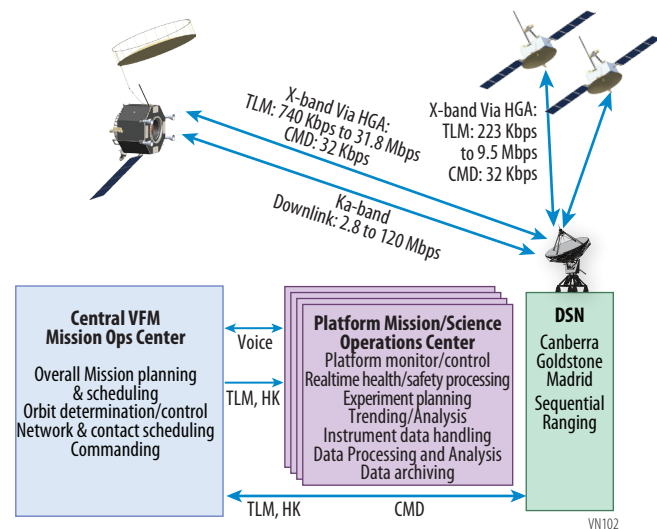 X-band Via HGA:
TLM: 740 Kbps to 31.8 Mbps
CMD: 32 Kbps
Ka-band
Downlink: 2.8 to 120 Mbps
X-band Via HGA:
TLM: 223 Kbps
to 9.5 Mbps
CMD: 32 Kbps
Central VFM
Mission Ops Center
Overall Mission planning
& scheduling
Orbit determination/control
Network & contact scheduling
Commanding
Voice
TLM, HK
Platform Mission/Science
Operations Center
Platform monitor/control
Realtime health/safety processing
Experiment planning
Trending/Analysis
Instrument data handling
Data Processing and Analysis
Data archiving
DSN
Canberra
Goldstone
Madrid
Sequential
Ranging
TLM, HK
CMD
VN102